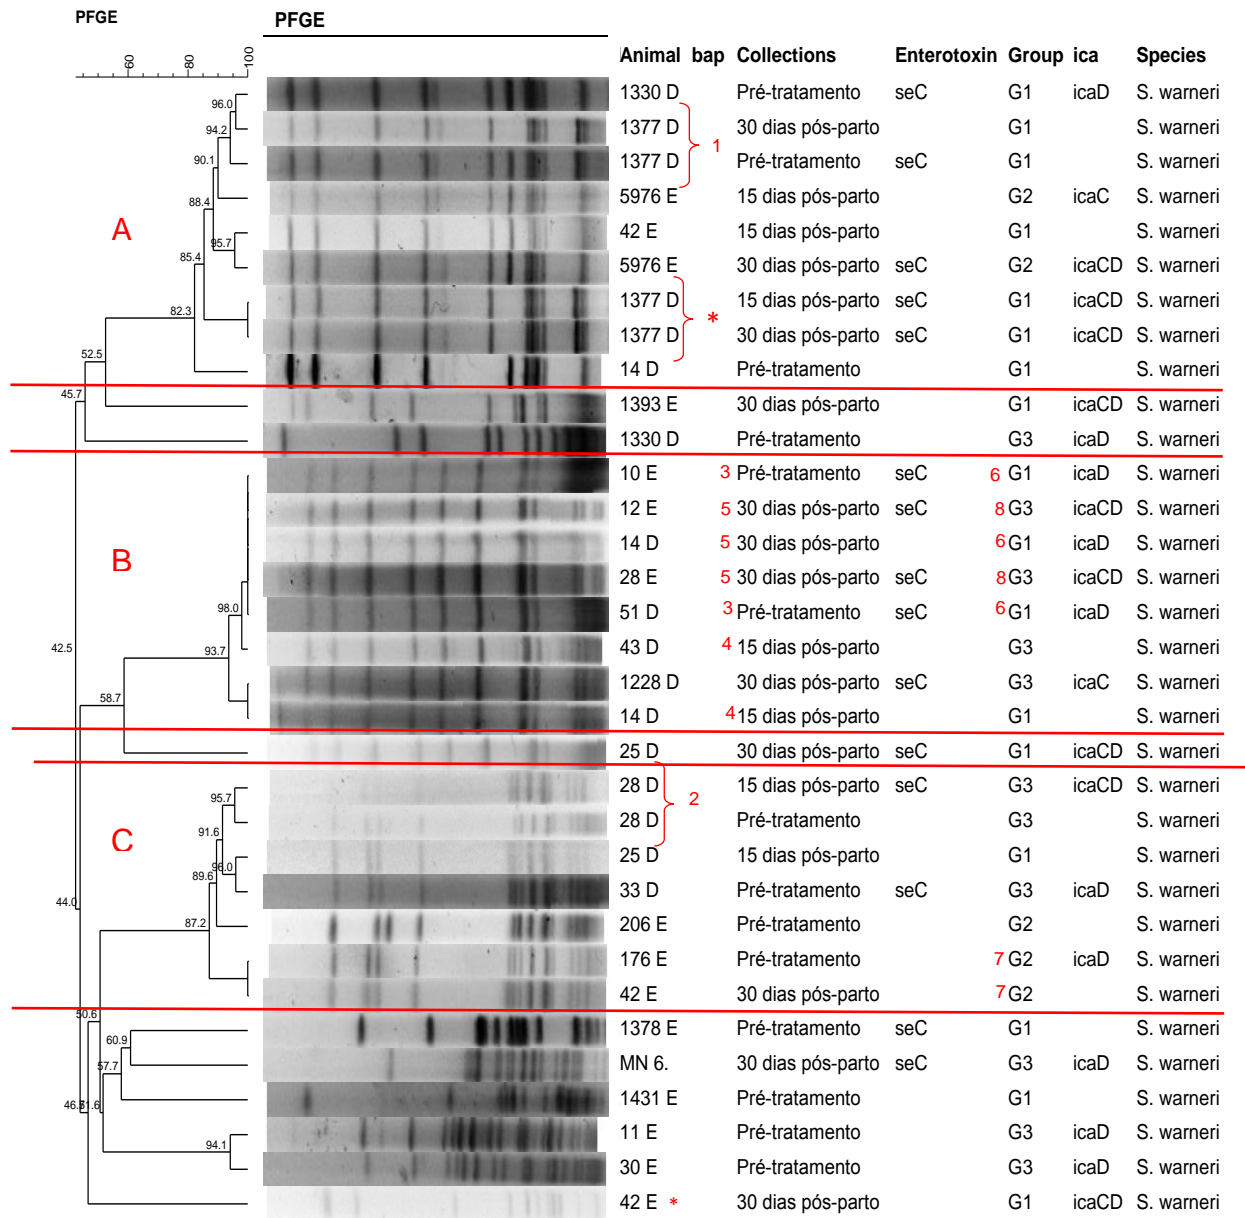 PFGE PFGE
Animal bap Collections Enterotoxin Group ica Species
60 80 100
1330 D Pré-tratamento seC G1 icaD S. warneri
96.0
1377 D 30 dias pós-parto G1 S. warneri
94.2
1
90.1
1377 D Pré-tratamento seC G1 S. warneri
5976 E 15 dias pós-parto G2 icaC S. warneri
88.4
A
42 E 15 dias pós-parto G1 S. warneri
95.7
85.4
5976 E 30 dias pós-parto seC G2 icaCD S. warneri
1377 D 15 dias pós-parto seC G1 icaCD S. warneri
82.3
*
1377 D 30 dias pós-parto seC G1 icaCD S. warneri
52.5
14 D Pré-tratamento G1 S. warneri
45.7
1393 E 30 dias pós-parto G1 icaCD S. warneri
1330 D Pré-tratamento G3 icaD S. warneri
10 E 3 Pré-tratamento seC 6 G1 icaD S. warneri
12 E 5 30 dias pós-parto seC 8 G3 icaCD S. warneri
14 D 5 30 dias pós-parto 6 G1 icaD S. warneri
B
28 E 5 30 dias pós-parto seC 8 G3 icaCD S. warneri
98.0
51 D 3 Pré-tratamento seC 6 G1 icaD S. warneri
42.5
43 D 4 15 dias pós-parto G3 S. warneri
93.7
1228 D 30 dias pós-parto seC G3 icaC S. warneri
58.7
14 D 4 15 dias pós-parto G1 S. warneri
25 D 30 dias pós-parto seC G1 icaCD S. warneri
28 D 15 dias pós-parto seC G3 icaCD S. warneri
95.7
2
28 D Pré-tratamento G3 S. warneri
91.6
C
25 D 15 dias pós-parto G1 S. warneri
96.0
89.6
33 D Pré-tratamento seC G3 icaD S. warneri
44.0
206 E Pré-tratamento G2 S. warneri
87.2
176 E Pré-tratamento 7 G2 icaD S. warneri
42 E 30 dias pós-parto 7 G2 S. warneri
50.6
1378 E Pré-tratamento seC G1 S. warneri
60.9
MN 6. 30 dias pós-parto seC G3 icaD S. warneri
57.7
1431 E Pré-tratamento G1 S. warneri
11 E Pré-tratamento G3 icaD S. warneri
94.1
30 E Pré-tratamento G3 icaD S. warneri
42 E * 30 dias pós-parto G1 icaCD S. warneri